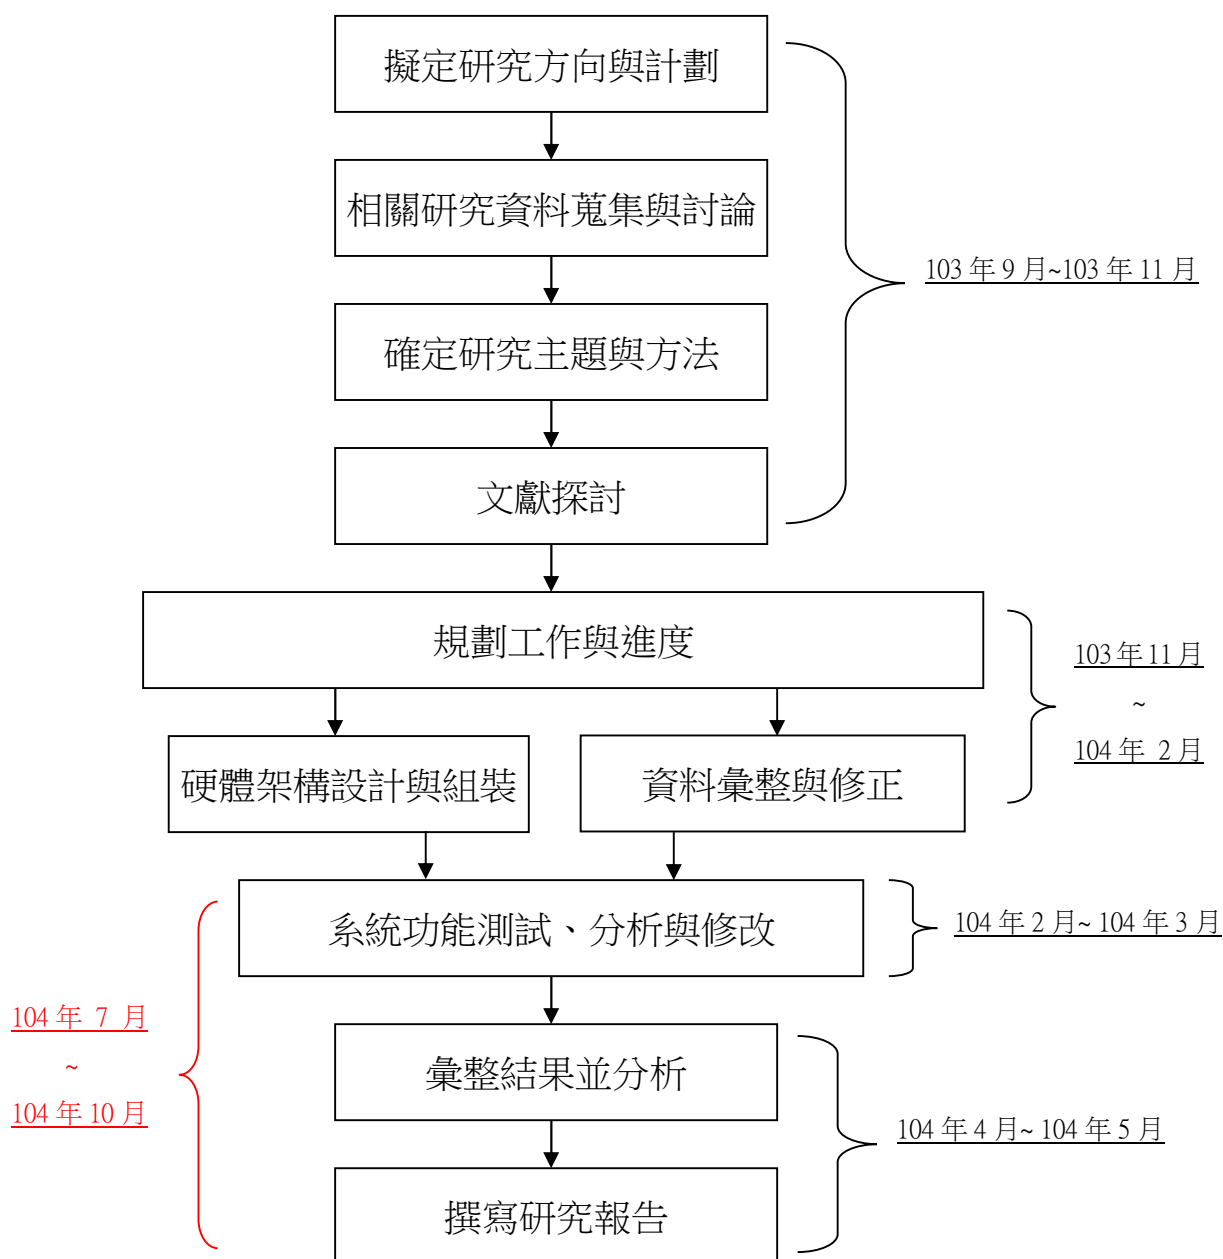 擬定研究方向與計劃
相關研究資料蒐集與討論
103 年 9 月~103 年 11 月
確定研究主題與方法
文獻探討
規劃工作與進度
103 年 11 月
~
104 年 2 月
硬體架構設計與組裝
資料彙整與修正
系統功能測試、分析與修改
104 年 2 月~ 104 年 3 月
104 年 7 月
~
104 年 10 月
彙整結果並分析
104 年 4 月~ 104 年 5 月
撰寫研究報告